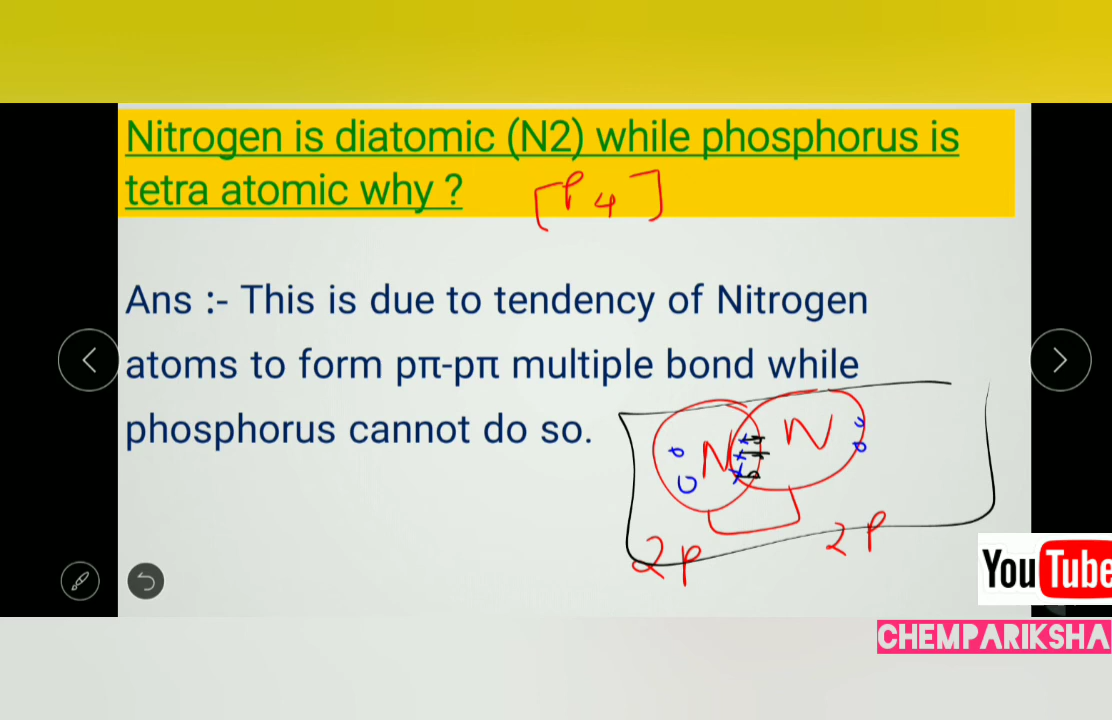 Nitrogen is diatomic (N2) while phosphorus is
tetra atomic why ?
[P4]
Ans :- This is due to tendency of Nitrogen
atoms to form pπ-pπ multiple bond while
phosphorus cannot do so.
N N
2p 2p
YouTube
CHEMPARIKSHA